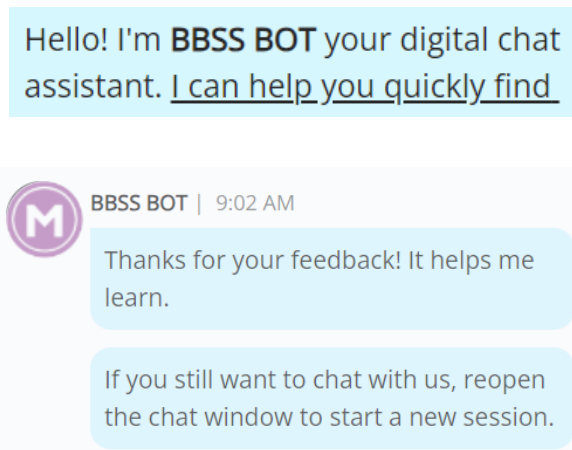 Hello! I'm BBSS BOT your digital chat
assistant. I can help you quickly find
M
BBSS BOT | 9:02 AM
Thanks for your feedback! It helps me
learn.
If you still want to chat with us, reopen
the chat window to start a new session.